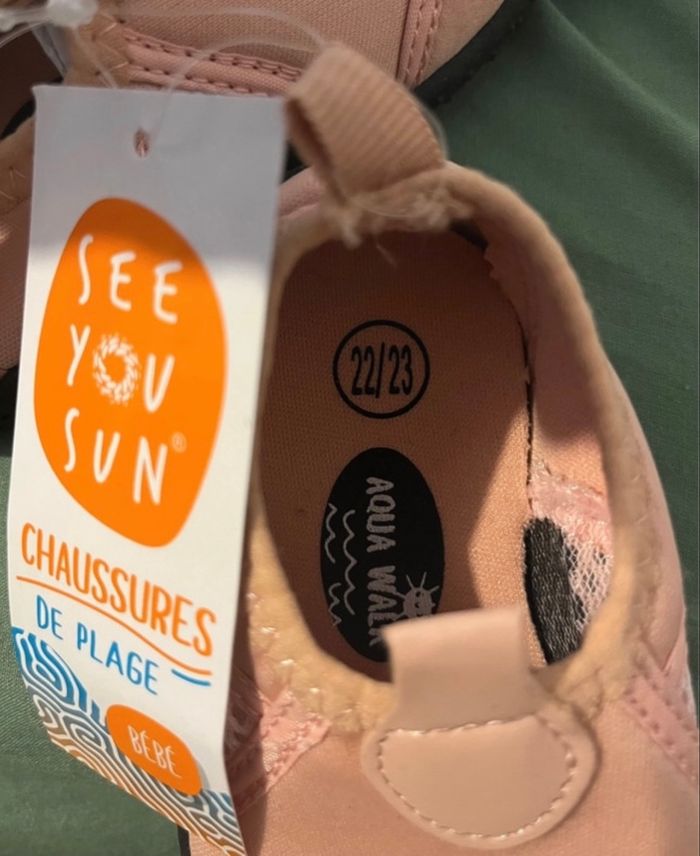 SEE
YOU
SUN®
CHAUSSURES
DE PLAGE
BÉBÉ
22/23
AQUA WALK